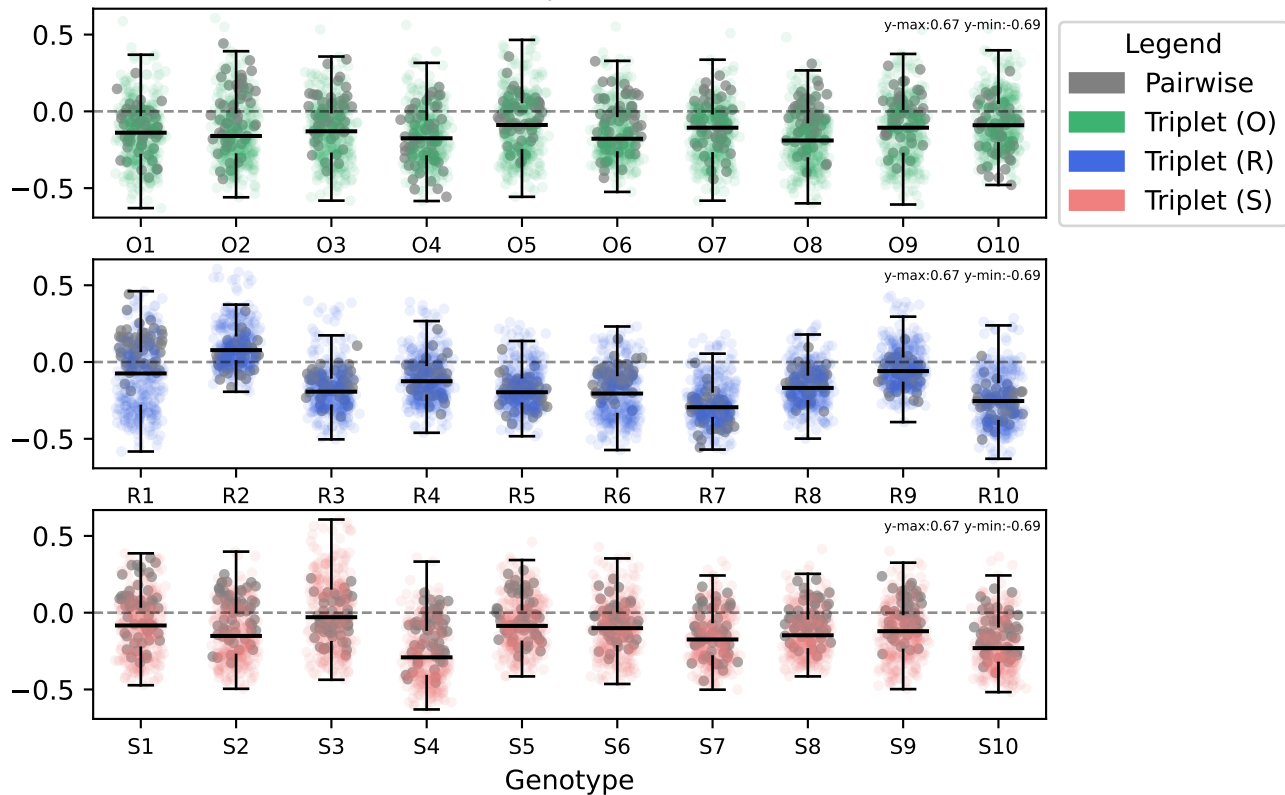 y-max:0.67 y-min:-0.69
0.5
0.0
−0.5
O1 O2 O3 O4 O5 O6 O7 O8 O9 O10
Legend
Pairwise
Triplet (O)
Triplet (R)
Triplet (S)
y-max:0.67 y-min:-0.69
0.5
0.0
−0.5
R1 R2 R3 R4 R5 R6 R7 R8 R9 R10
y-max:0.67 y-min:-0.69
0.5
0.0
−0.5
S1 S2 S3 S4 S5 S6 S7 S8 S9 S10
Genotype